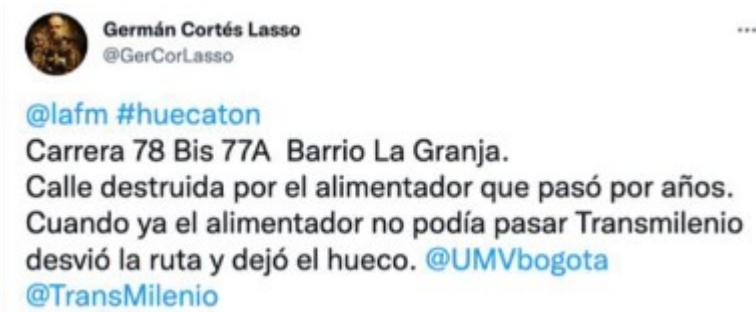 Germán Cortés Lasso
@GerCorLasso
@lafm #huecaton
Carrera 78 Bis 77A Barrio La Granja.
Calle destruida por el alimentador que pasó por años.
Cuando ya el alimentador no podía pasar Transmilenio
desvió la ruta y dejó el hueco. @UMVbogota
@TransMilenio